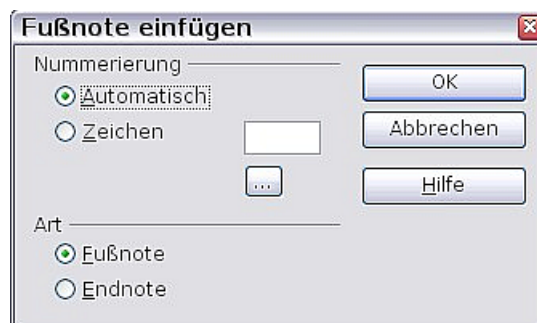 Fußnote einfügen
Nummerierung
Automatisch
Zeichen
...
Art
Fußnote
Endnote
OK
Abbrechen
Hilfe